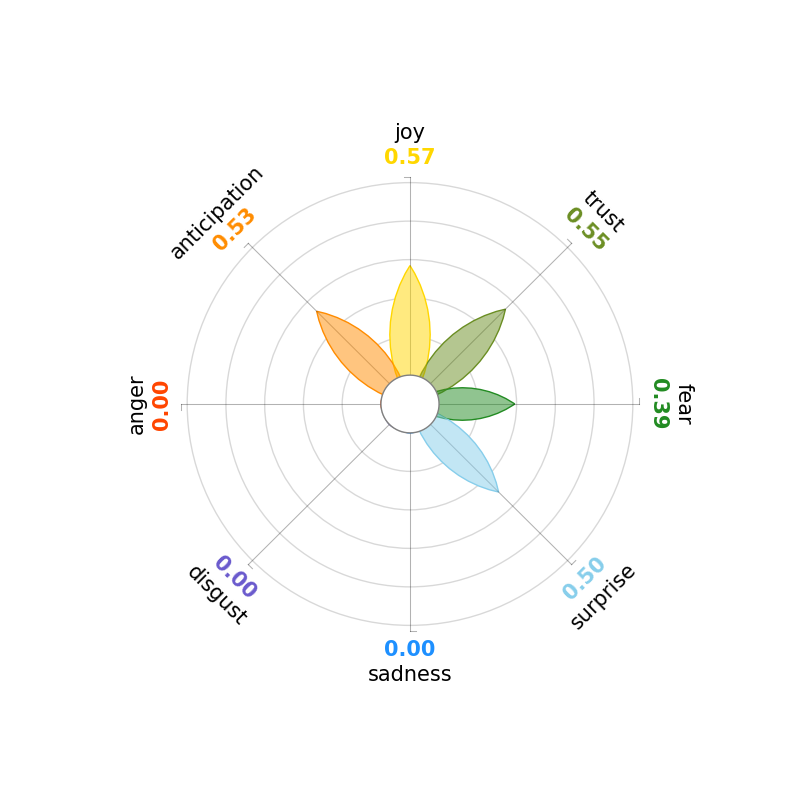 joy
0.57
trust
0.55
fear
0.39
surprise
0.50
0.00
sadness
disgust
0.00
anger
0.00
anticipation
0.53